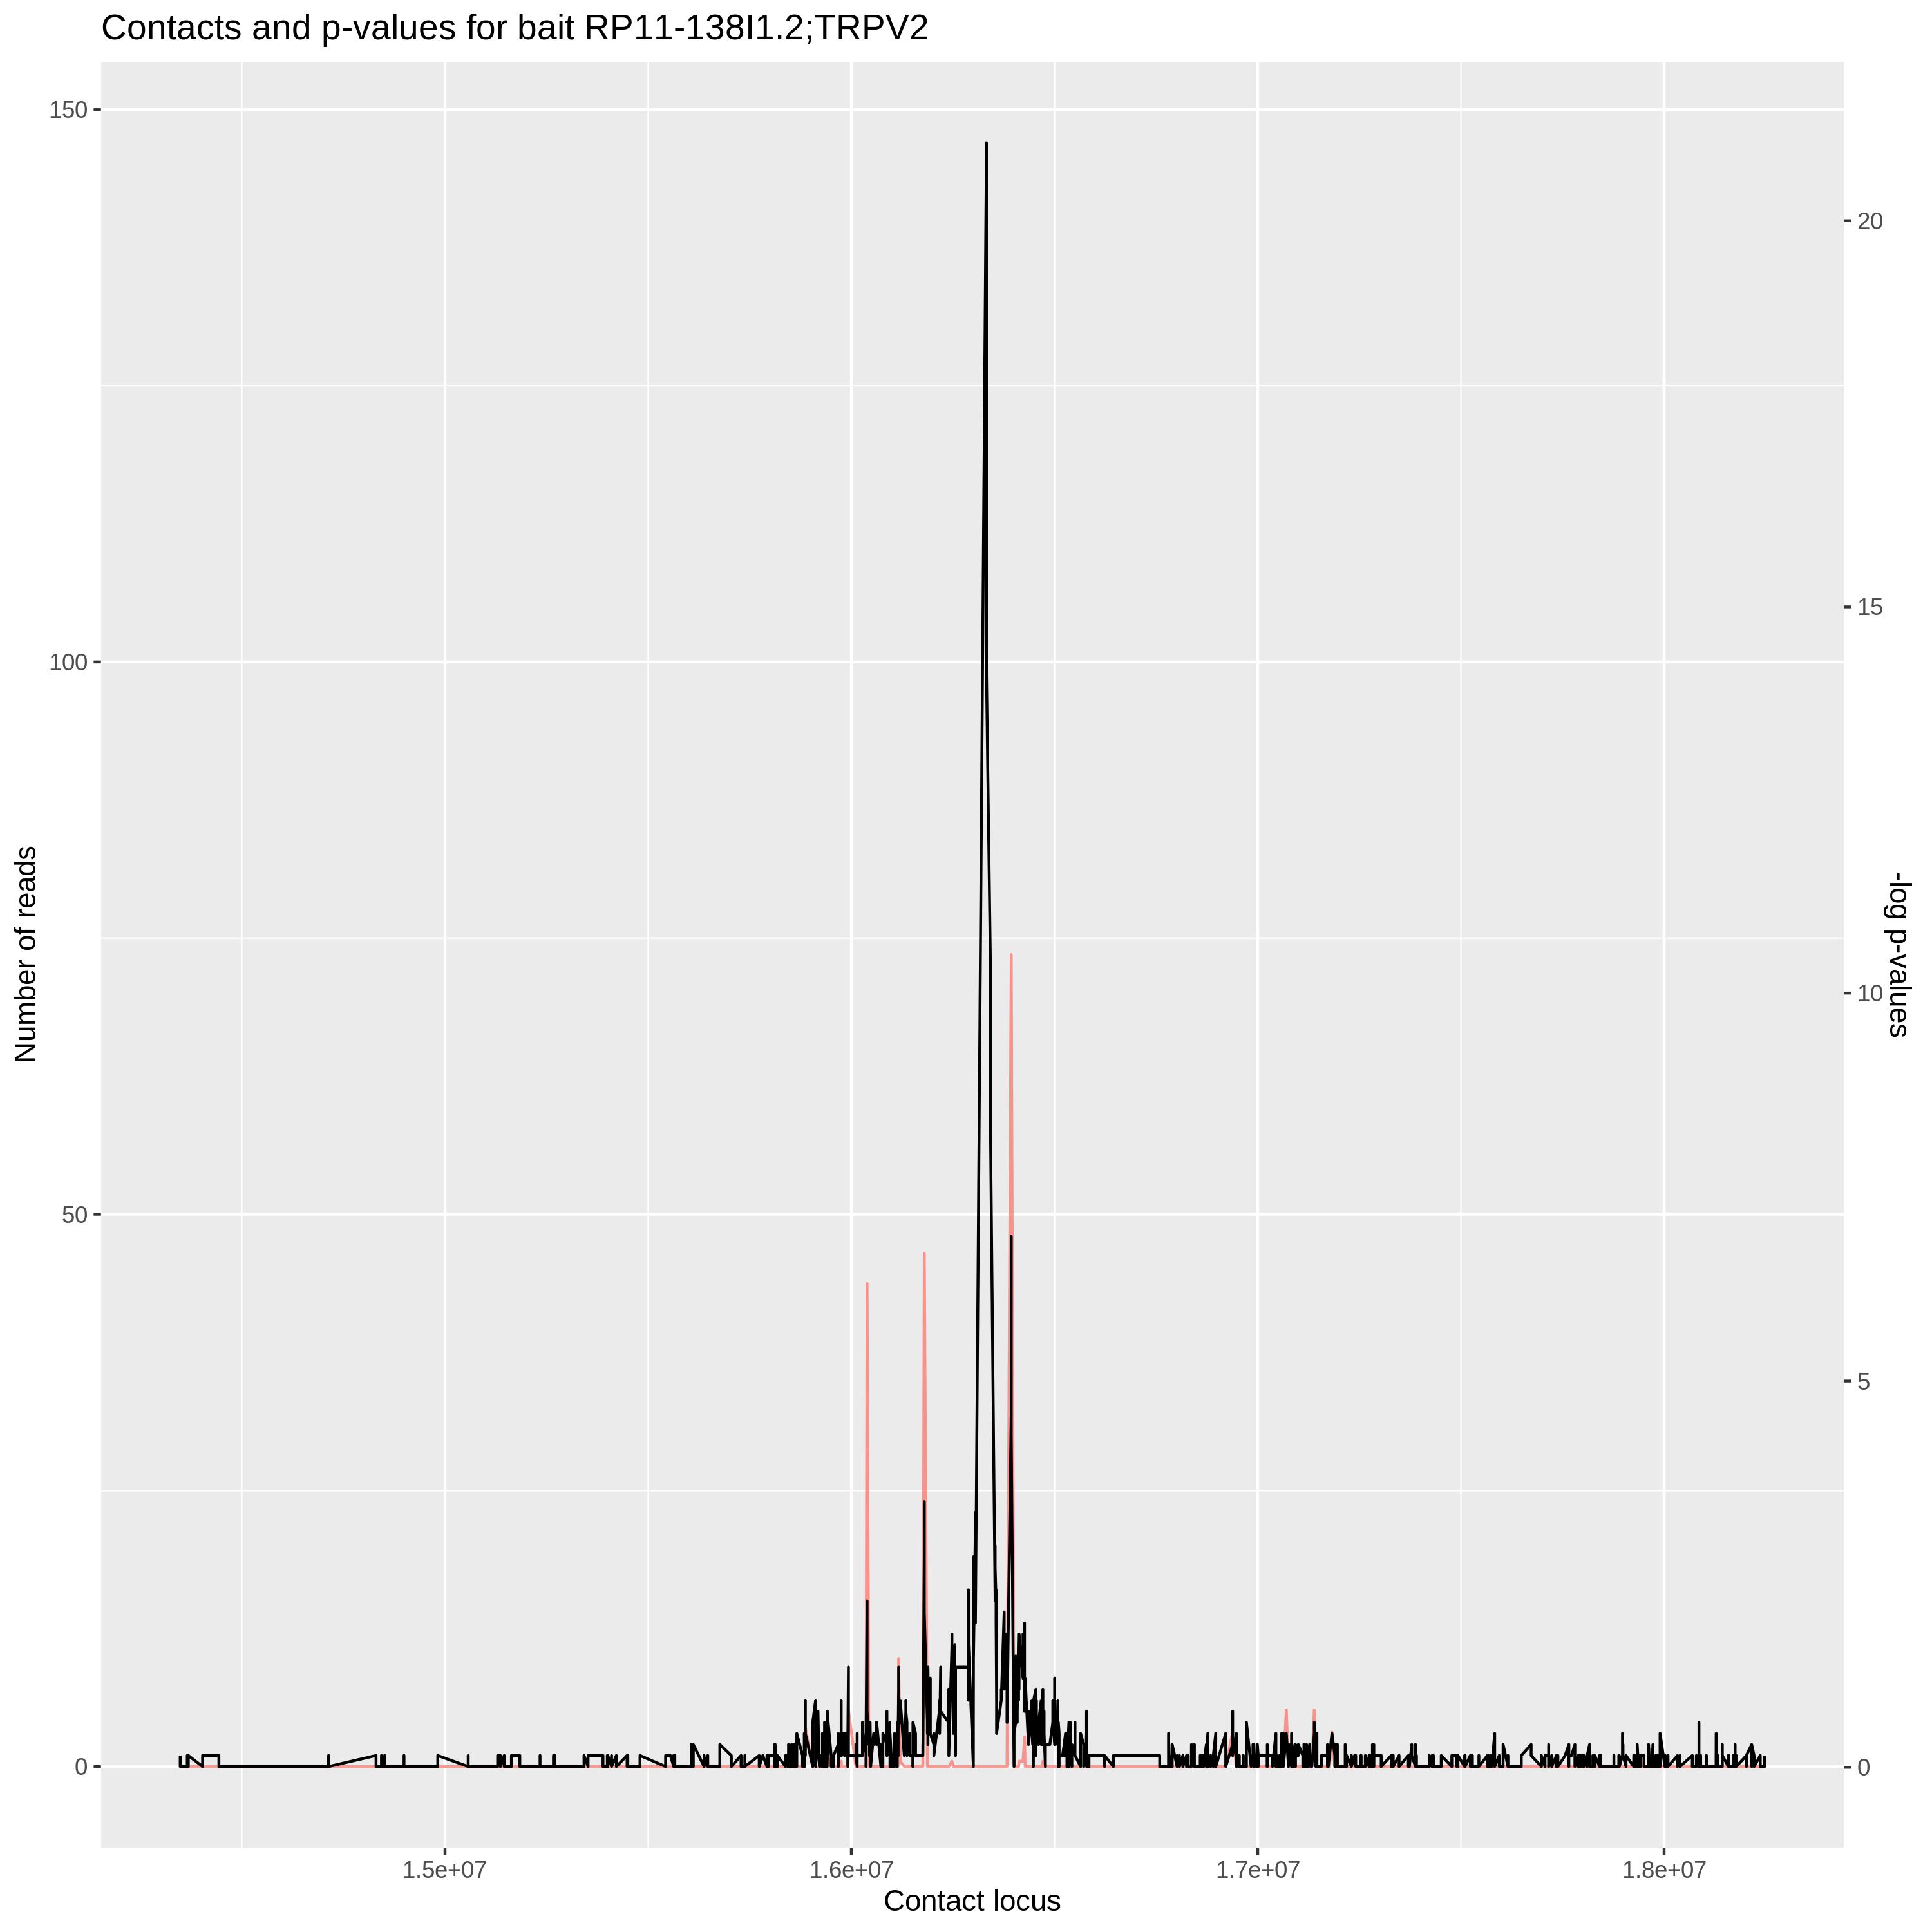 Contacts and p-values for bait RP11-138I1.2;TRPV2
150
100
50
0
Number of reads
20
15
10
5
0
-log p-values
1.5e+07
1.6e+07
1.7e+07
1.8e+07
Contact locus